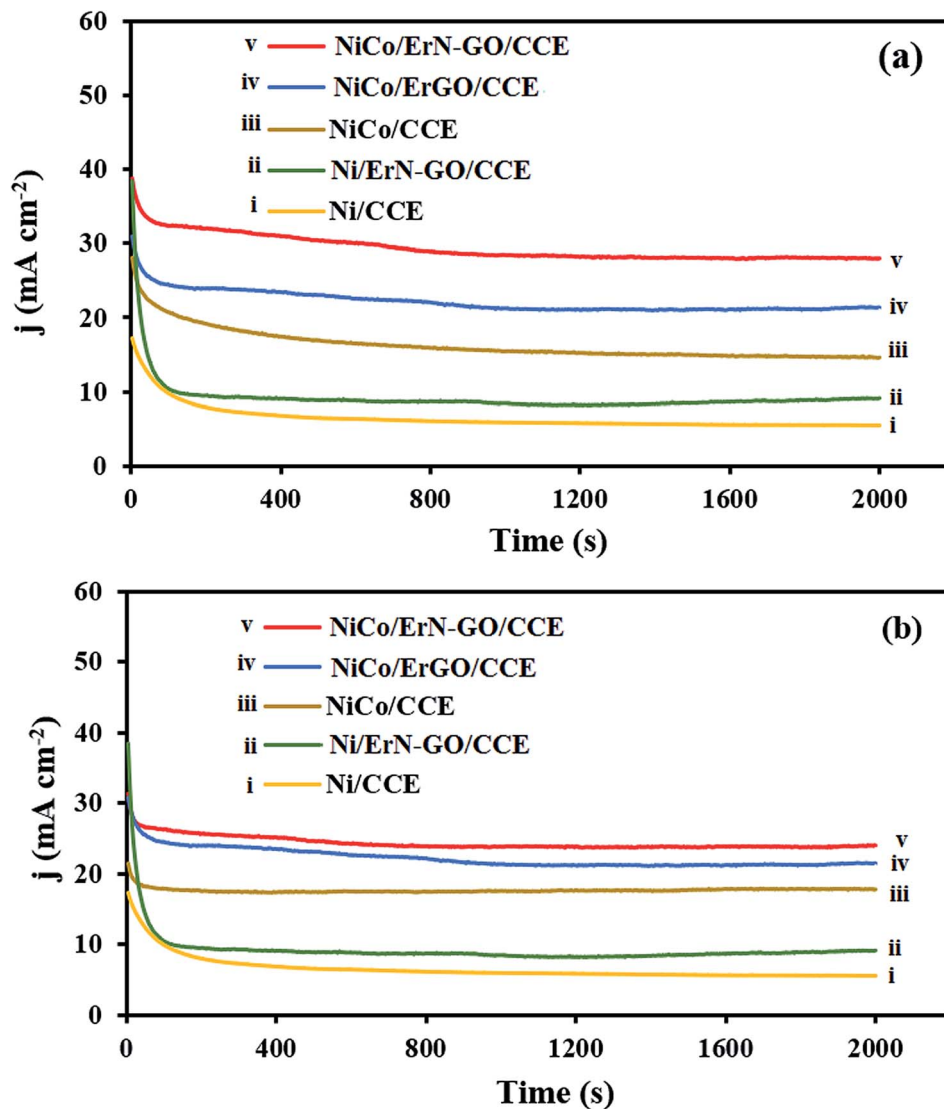 (a)
v NiCo/ErN-GO/CCE
iv NiCo/ErGO/CCE
iii NiCo/CCE
ii Ni/ErN-GO/CCE
i Ni/CCE
j (mA cm-2)
60
50
40
30
20
10
0
v
iv
iii
ii
i
0 400 800 1200 1600 2000
Time (s)
(b)
v NiCo/ErN-GO/CCE
iv NiCo/ErGO/CCE
iii NiCo/CCE
ii Ni/ErN-GO/CCE
i Ni/CCE
j (mA cm-2)
60
50
40
30
20
10
0
v
iv
iii
ii
i
0 400 800 1200 1600 2000
Time (s)